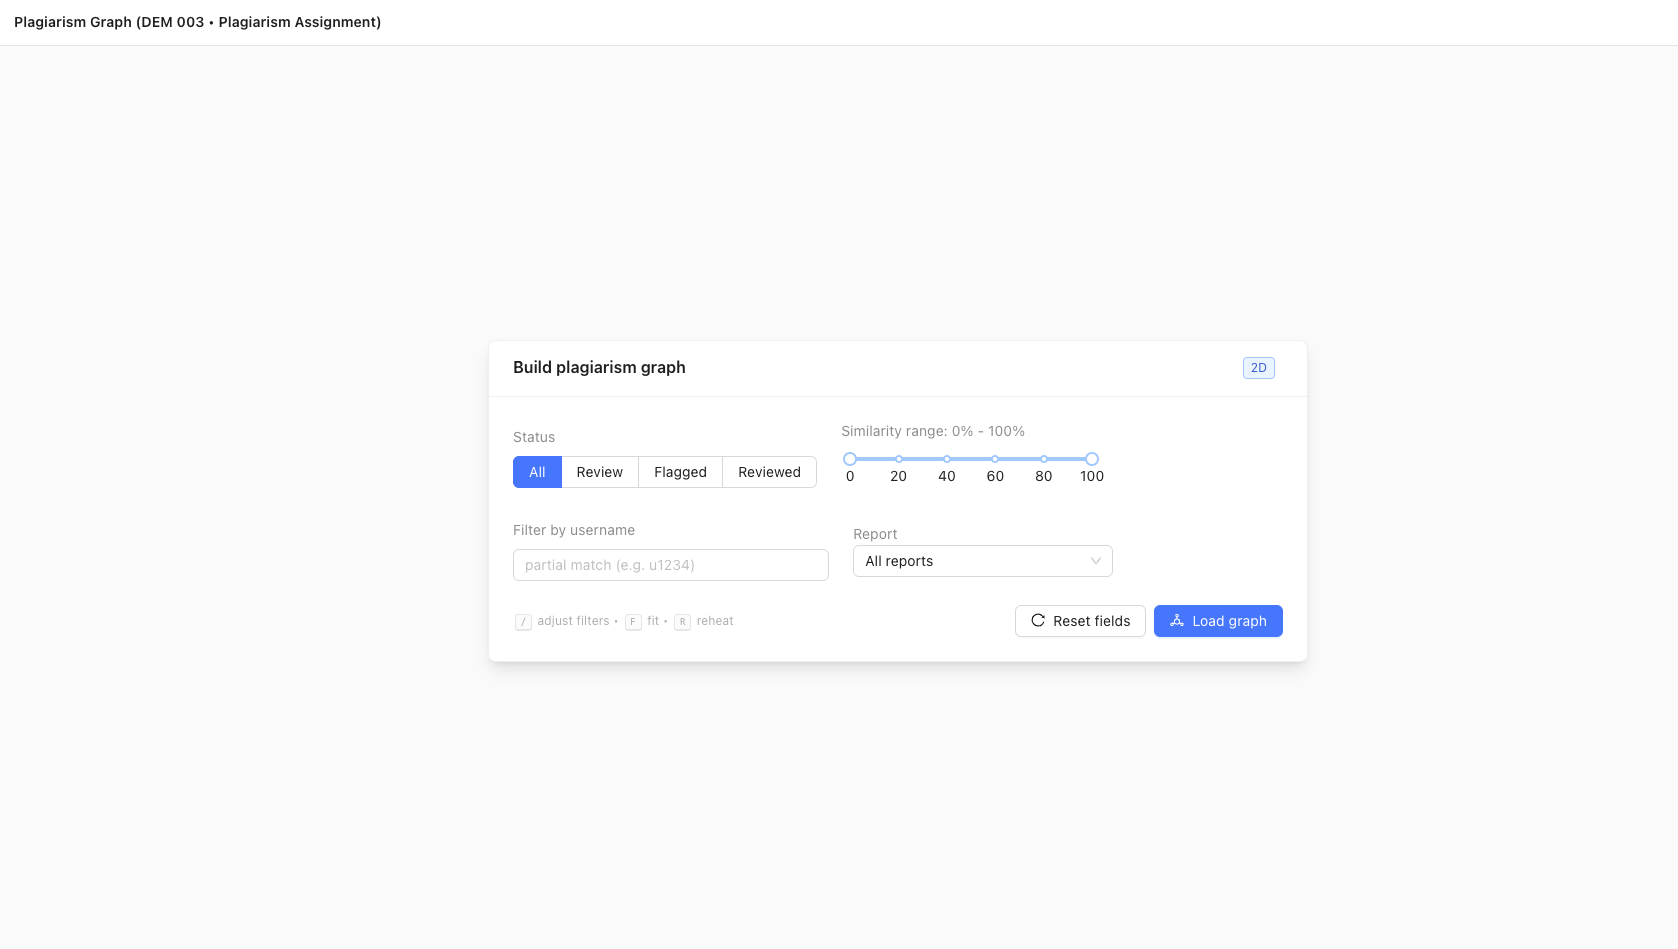 Plagiarism Graph (DEM 003 • Plagiarism Assignment)
Build plagiarism graph
2D
Status
All
Review
Flagged
Reviewed
Similarity range: 0% - 100%
0 20 40 60 80 100
Filter by username
partial match (e.g. u1234)
Report
All reports
/ adjust filters • F fit • R reheat
Reset fields
Load graph